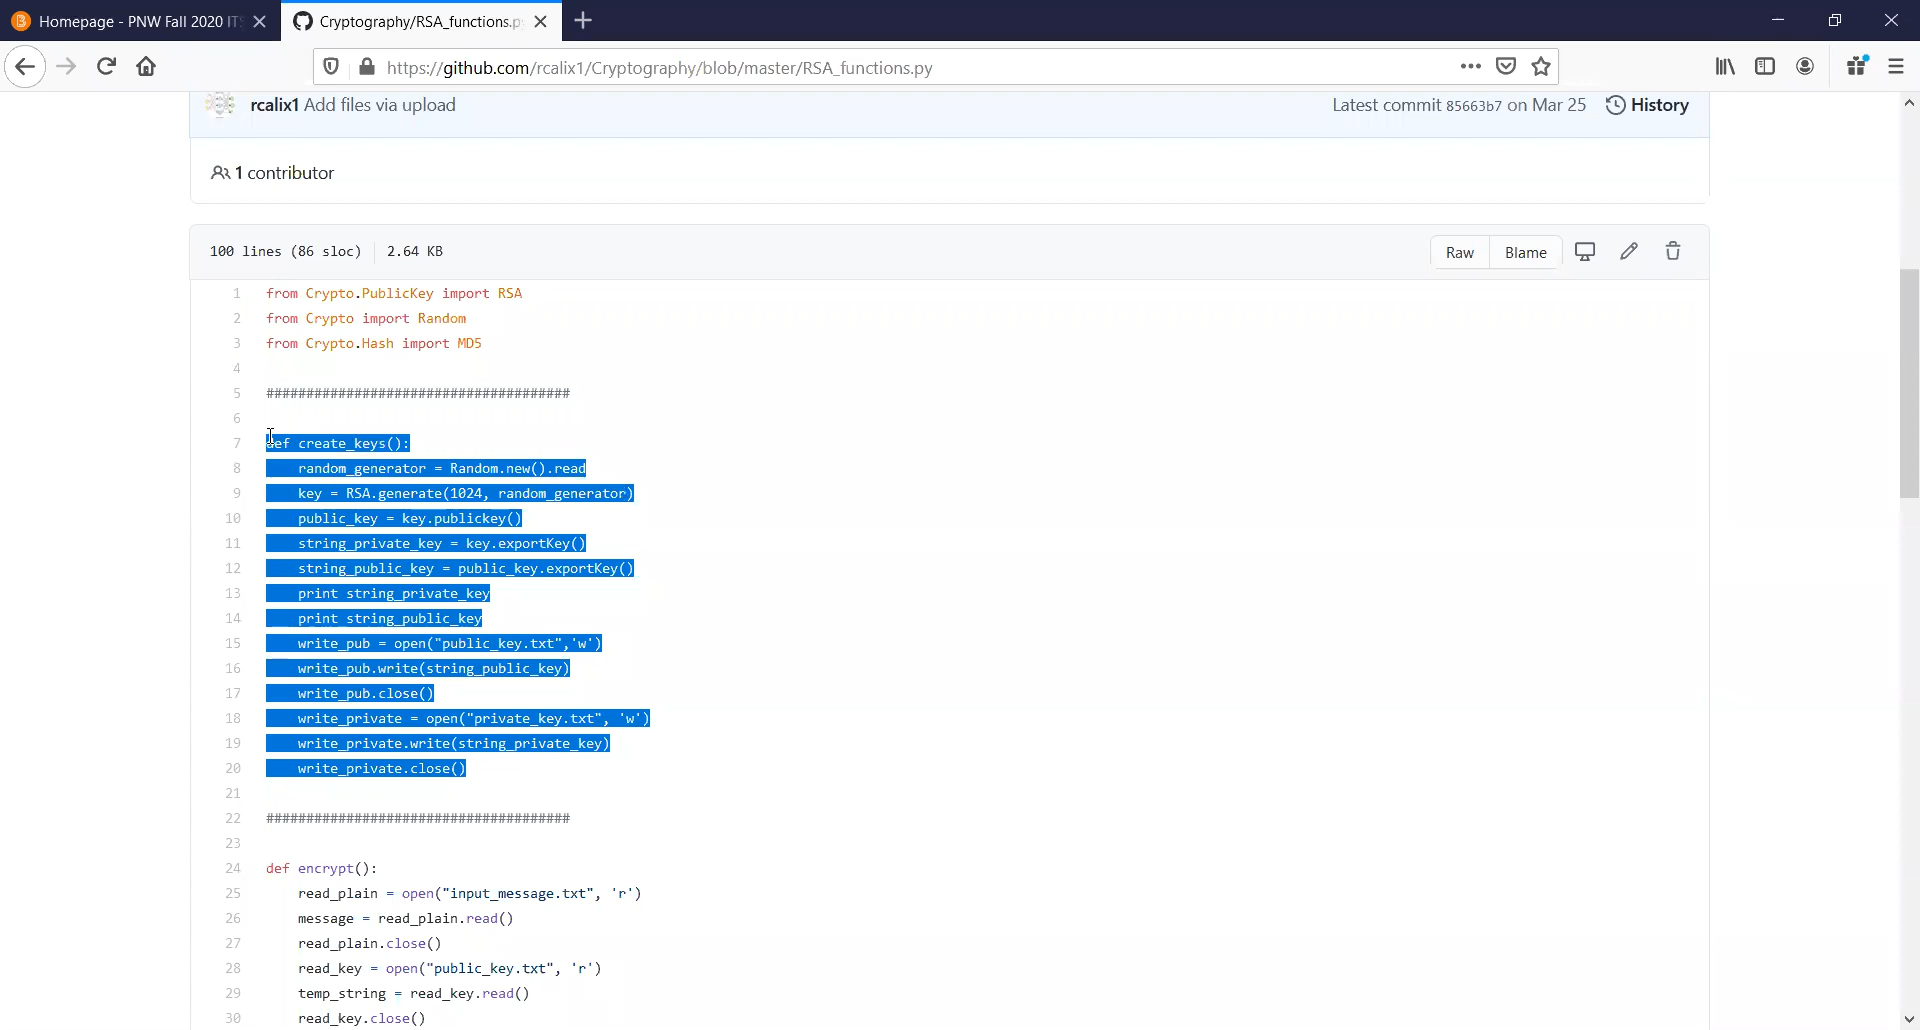 Homepage - PNW Fall 2020 IT
Cryptography/RSA_functions.p
https://github.com/rcalix1/Cryptography/blob/master/RSA_functions.py
rcalix1 Add files via upload
Latest commit 85663b7 on Mar 25 History
1 contributor
100 lines (86 sloc) 2.64 KB
Raw Blame
1 from Crypto.PublicKey import RSA
2 from Crypto import Random
3 from Crypto.Hash import MD5
4
5 ######################################
6
7 def create_keys():
8 random_generator = Random.new().read
9 key = RSA.generate(1024, random_generator)
10 public_key = key.publickey()
11 string_private_key = key.exportKey()
12 string_public_key = public_key.exportKey()
13 print string_private_key
14 print string_public_key
15 write_pub = open("public_key.txt",'w')
16 write_pub.write(string_public_key)
17 write_pub.close()
18 write_private = open("private_key.txt", 'w')
19 write_private.write(string_private_key)
20 write_private.close()
21
22 ######################################
23
24 def encrypt():
25 read_plain = open("input_message.txt", 'r')
26 message = read_plain.read()
27 read_plain.close()
28 read_key = open("public_key.txt", 'r')
29 temp_string = read_key.read()
30 read_key.close()